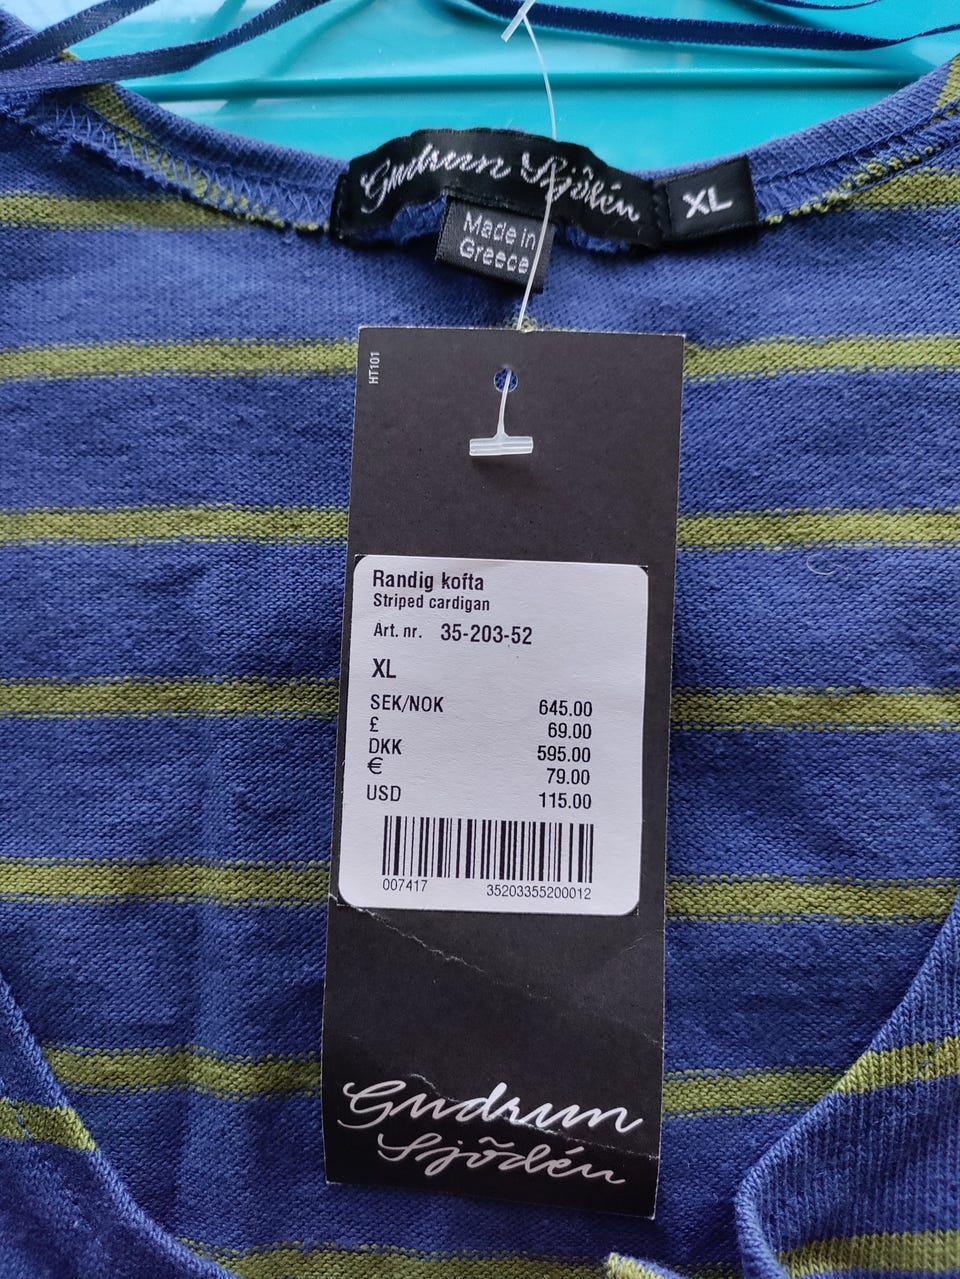 Gudrun Sjödén
XL
Made in
Greece
HT101
Randig kofta
Striped cardigan
Art. nr. 35-203-52
XL
SEK/NOK 645.00
£ 69.00
DKK 595.00
€ 79.00
USD 115.00
007417 35203355200012
Gudrun
Sjödén